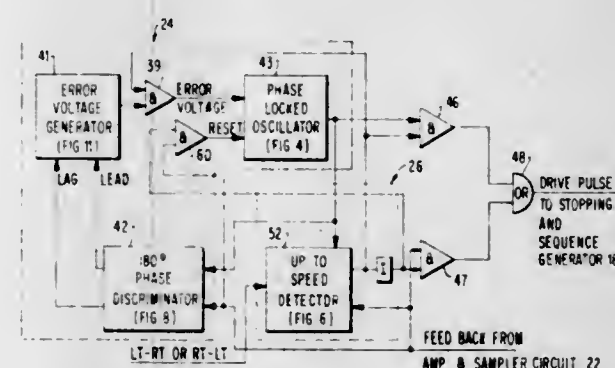 24
41
39
43
ERROR
VOLTAGE
GENERATOR
(FIG 11)
&
ERROR
VOLTAGE
PHASE
LOCKED
OSCILLATOR
(FIG 4)
46
&
&
RESET
60
26
48
OR
DRIVE PULSE
TO STOPPING
AND
SEQUENCE
GENERATOR 18
LAG
LEAD
42
180°
PHASE
DISCRIMINATOR
(FIG 8)
52
UP TO
SPEED
DETECTOR
(FIG 6)
I
&
47
LT-RT OR RT-LT
FEED BACK FROM
AMP & SAMPLER CIRCUIT 22